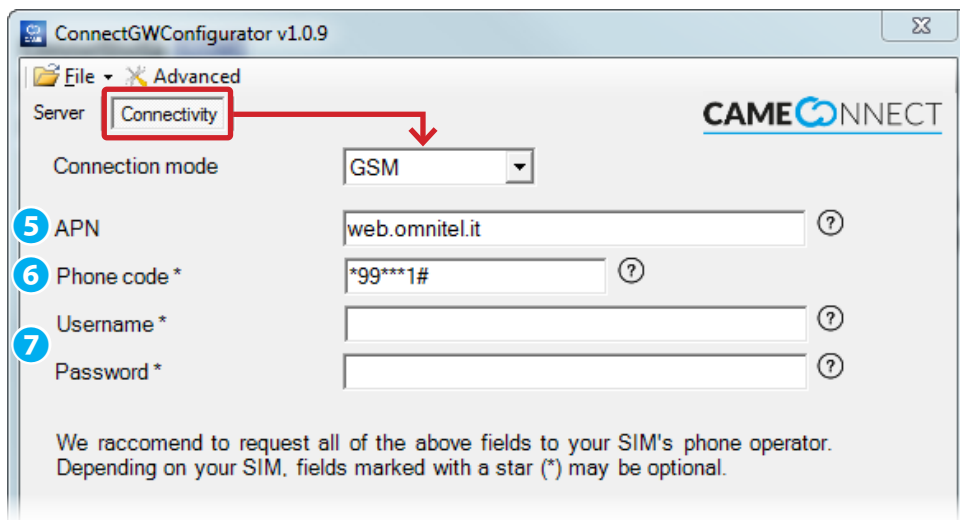 ConnectGWConfigurator v1.0.9
File Advanced
Server Connectivity
CAME CONNECT
Connection mode GSM
5 APN web.omnitel.it ?
6 Phone code * *99***1# ?
Username * ?
7
Password * ?
We raccomend to request all of the above fields to your SIM's phone operator.
Depending on your SIM, fields marked with a star (*) may be optional.